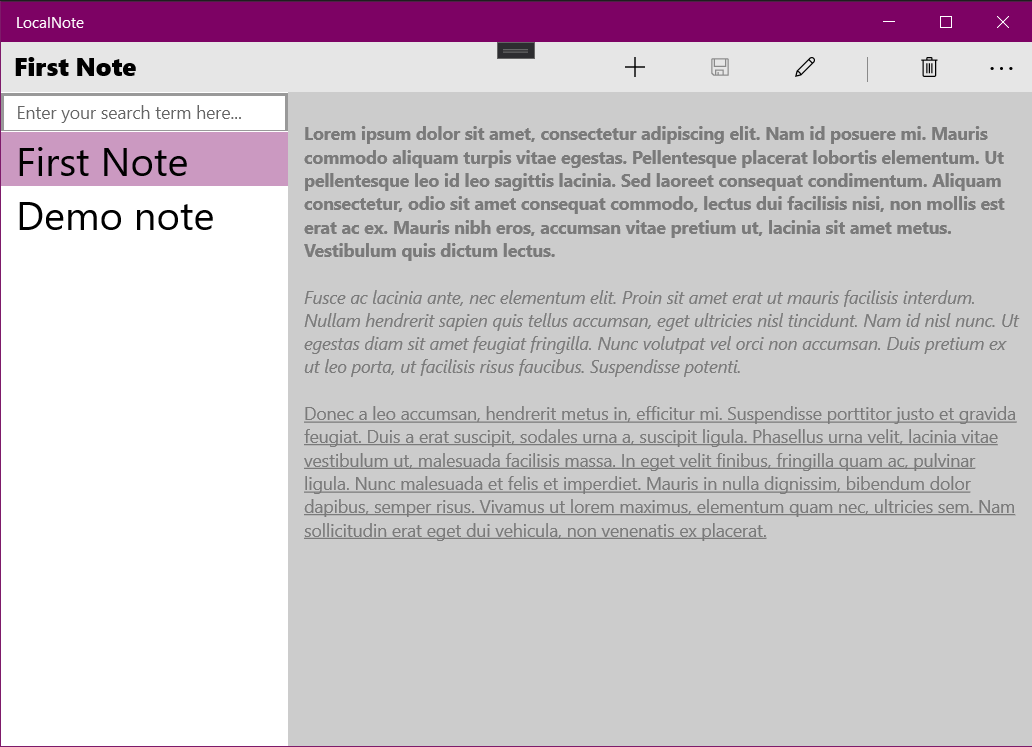 LocalNote
First Note
Enter your search term here...
First Note
Demo note
Lorem ipsum dolor sit amet, consectetur adipiscing elit. Nam id posuere mi. Mauris
commodo aliquam turpis vitae egestas. Pellentesque placerat lobortis elementum. Ut
pellentesque leo id leo sagittis lacinia. Sed laoreet consequat condimentum. Aliquam
consectetur, odio sit amet consequat commodo, lectus dui facilisis nisi, non mollis est
erat ac ex. Mauris nibh eros, accumsan vitae pretium ut, lacinia sit amet metus.
Vestibulum quis dictum lectus.
Fusce ac lacinia ante, nec elementum elit. Proin sit amet erat ut mauris facilisis interdum.
Nullam hendrerit sapien quis tellus accumsan, eget ultricies nisl tincidunt. Nam id nisl nunc. Ut
egestas diam sit amet feugiat fringilla. Nunc volutpat vel orci non accumsan. Duis pretium ex
ut leo porta, ut facilisis risus faucibus. Suspendisse potenti.
Donec a leo accumsan, hendrerit metus in, efficitur mi. Suspendisse porttitor justo et gravida
feugiat. Duis a erat suscipit, sodales urna a, suscipit ligula. Phasellus urna velit, lacinia vitae
vestibulum ut, malesuada facilisis massa. In eget velit finibus, fringilla quam ac, pulvinar
ligula. Nunc malesuada et felis et imperdiet. Mauris in nulla dignissim, bibendum dolor
dapibus, semper risus. Vivamus ut lorem maximus, elementum quam nec, ultricies sem. Nam
sollicitudin erat eget dui vehicula, non venenatis ex placerat.